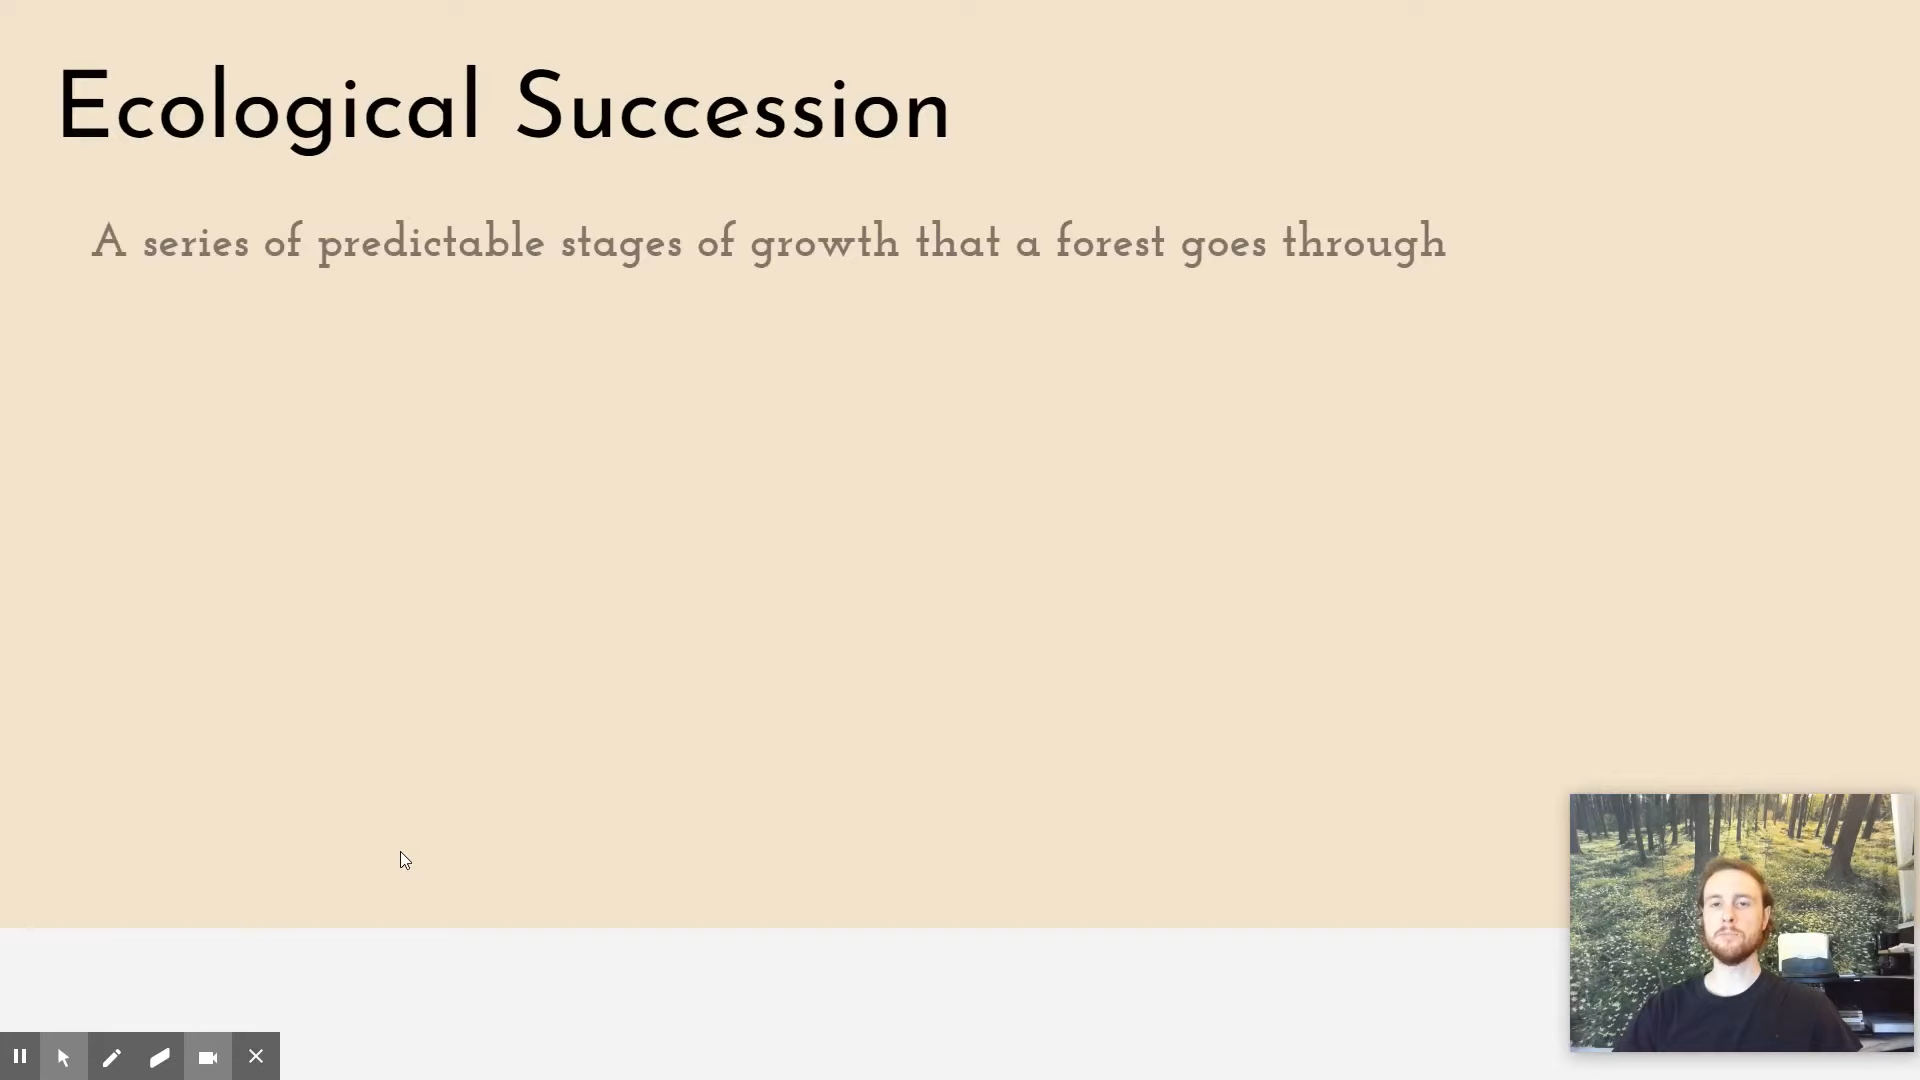 Ecological Succession
A series of predictable stages of growth that a forest goes through